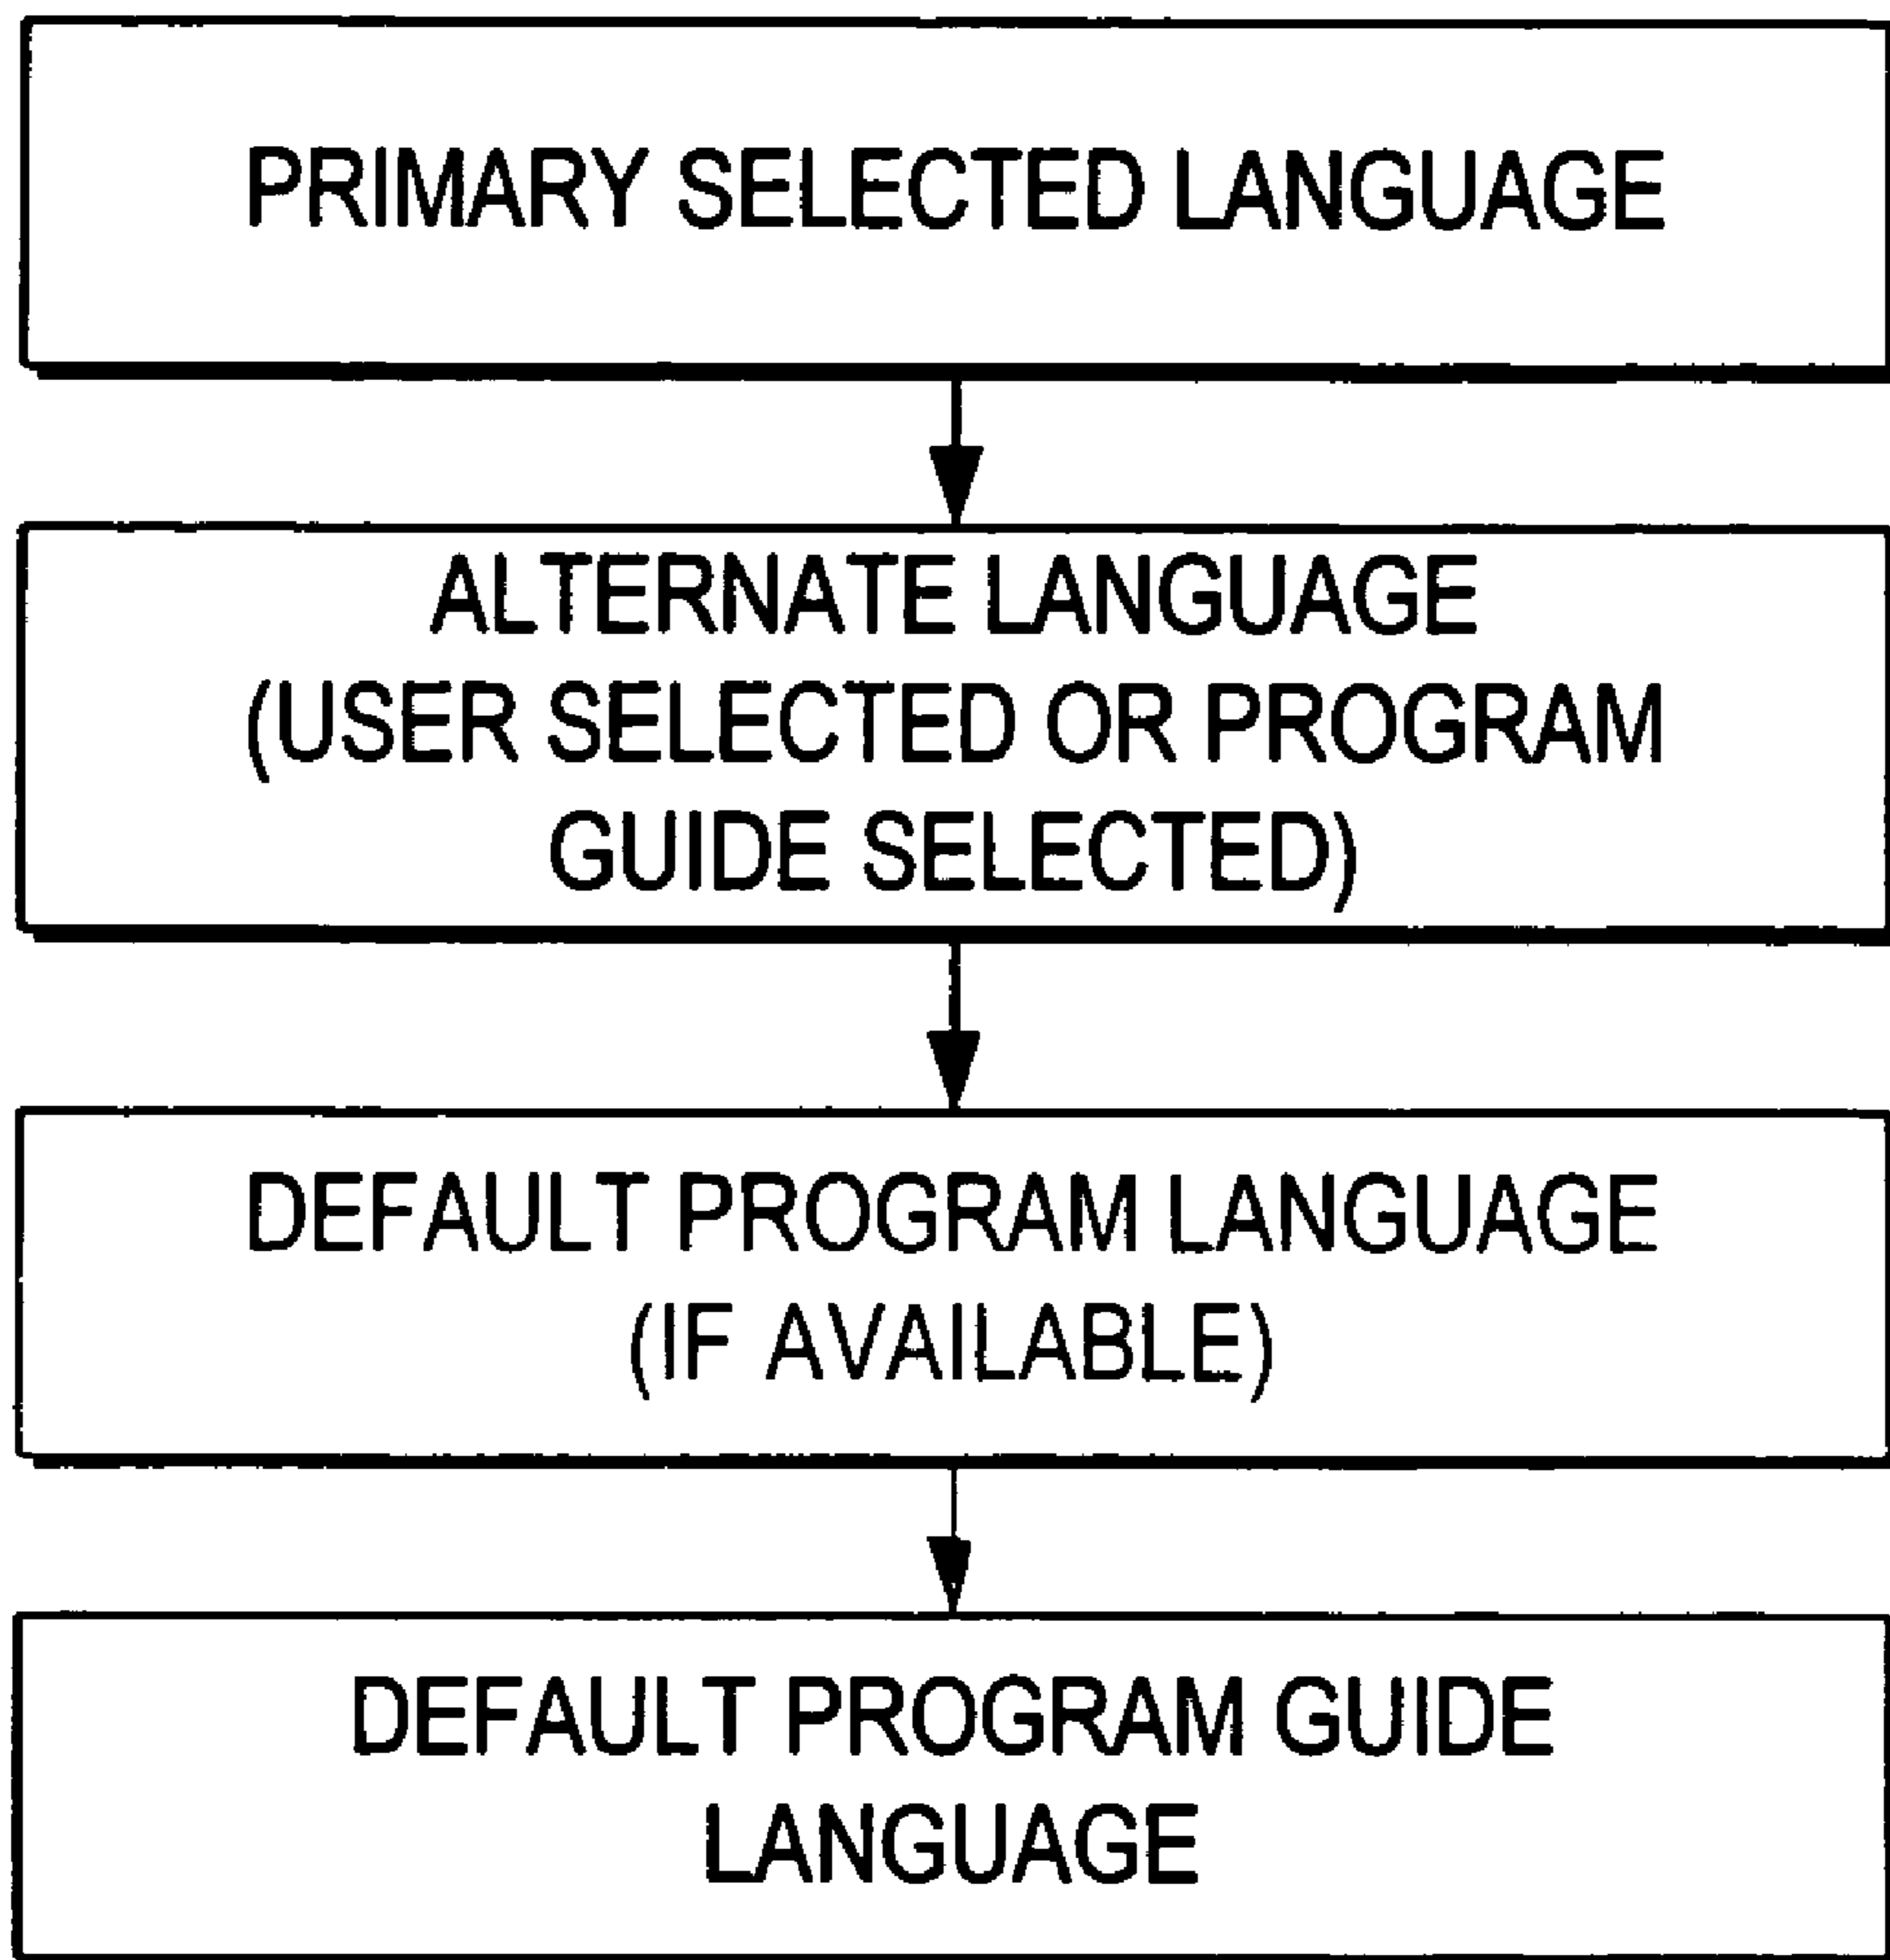 PRIMARY SELECTED LANGUAGE
ALTERNATE LANGUAGE
(USER SELECTED OR PROGRAM
GUIDE SELECTED)
DEFAULT PROGRAM LANGUAGE
(IF AVAILABLE)
DEFAULT PROGRAM GUIDE
LANGUAGE